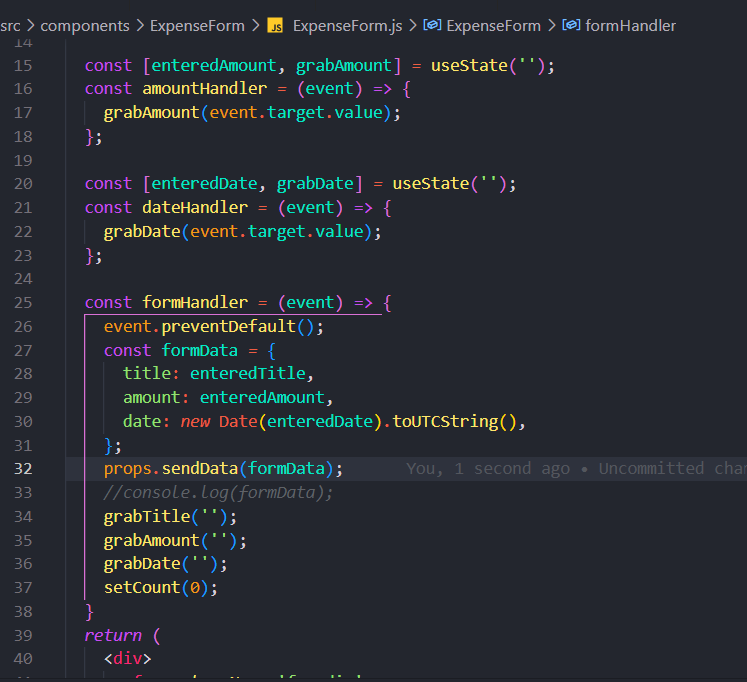 src > components > ExpenseForm > JS ExpenseForm.js > ExpenseForm > formHandler
14
15 const [enteredAmount, grabAmount] = useState('');
16 const amountHandler = (event) => {
17 grabAmount(event.target.value);
18 };
19
20 const [enteredDate, grabDate] = useState('');
21 const dateHandler = (event) => {
22 grabDate(event.target.value);
23 };
24
25 const formHandler = (event) => {
26 event.preventDefault();
27 const formData = {
28 title: enteredTitle,
29 amount: enteredAmount,
30 date: new Date(enteredDate).toUTCString(),
31 };
32 props.sendData(formData); You, 1 second ago • Uncommitted cha
33 //console.log(formData);
34 grabTitle('');
35 grabAmount('');
36 grabDate('');
37 setCount(0);
38 }
39 return (
40 <div>